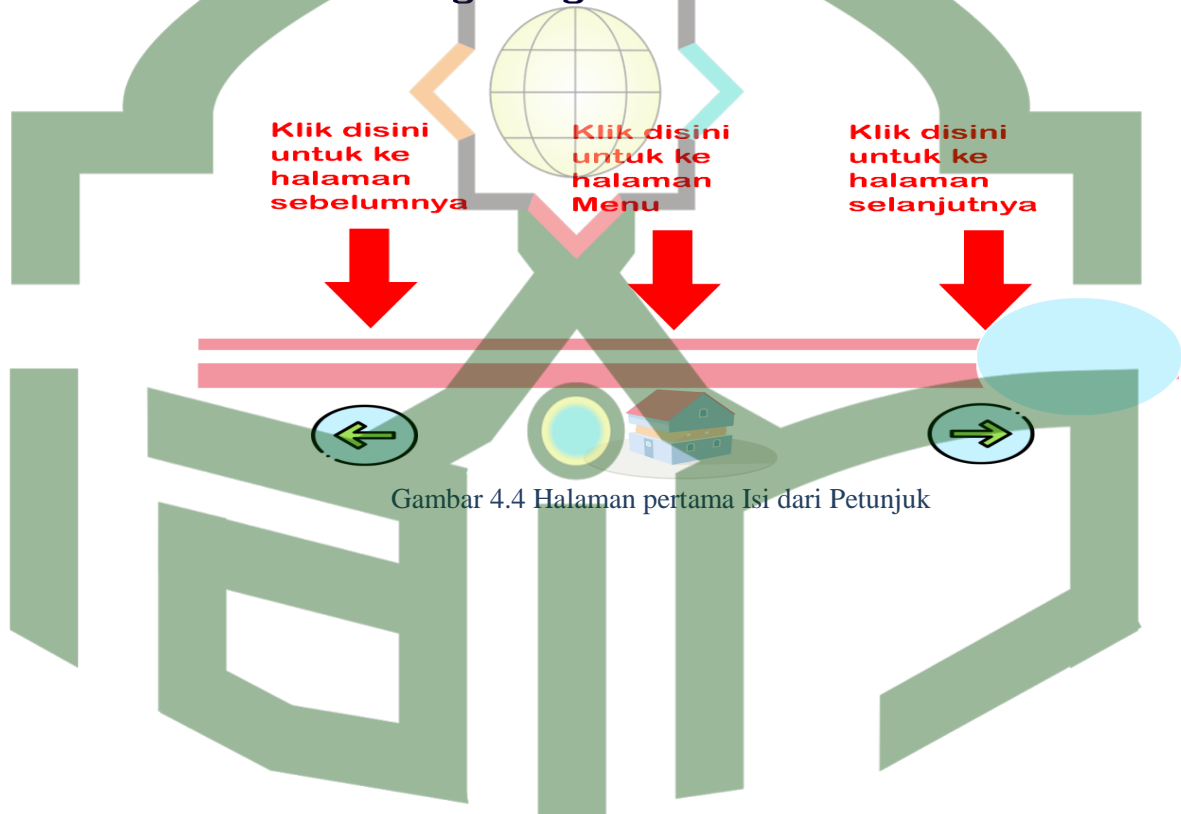 Klik disini
untuk ke
halaman
sebelumnya
Klik disini
untuk ke
halaman
Menu
Klik disini
untuk ke
halaman
selanjutnya
Gambar 4.4 Halaman pertama Isi dari Petunjuk